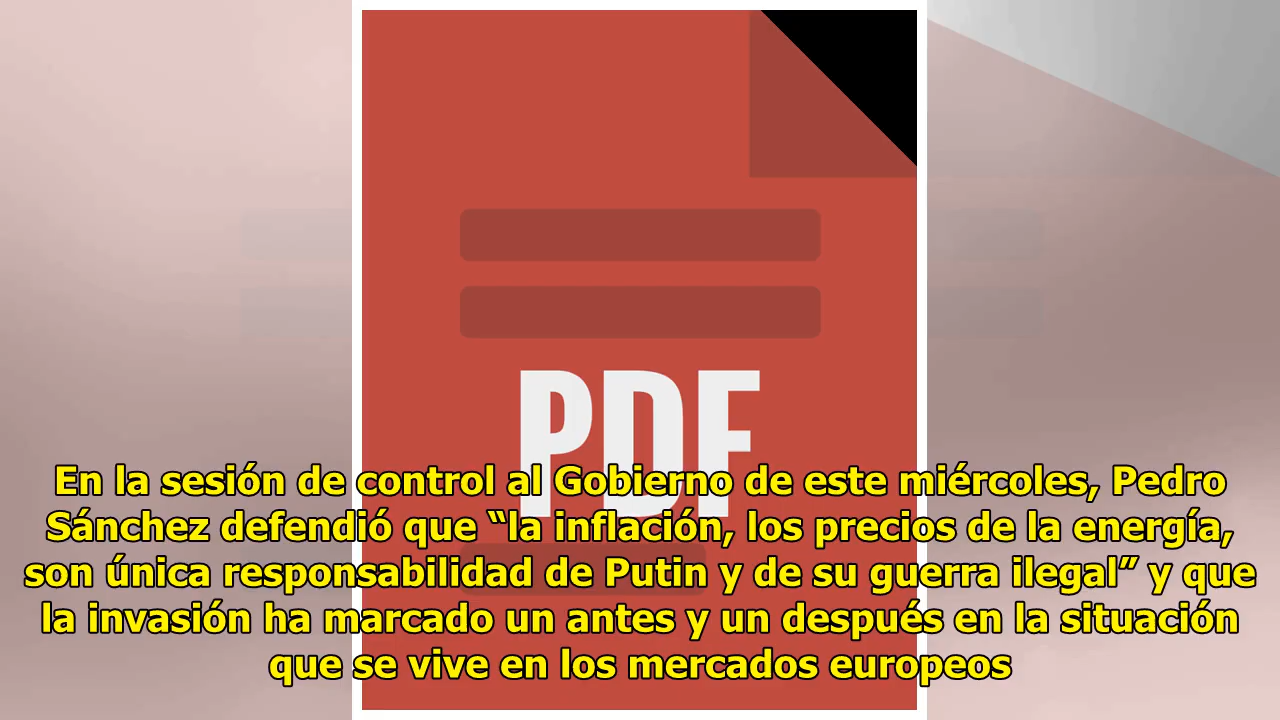 PDF
En la sesión de control al Gobierno de este miércoles, Pedro
Sánchez defendió que “la inflación, los precios de la energía,
son única responsabilidad de Putin y de su guerra ilegal” y que
la invasión ha marcado un antes y un después en la situación
que se vive en los mercados europeos